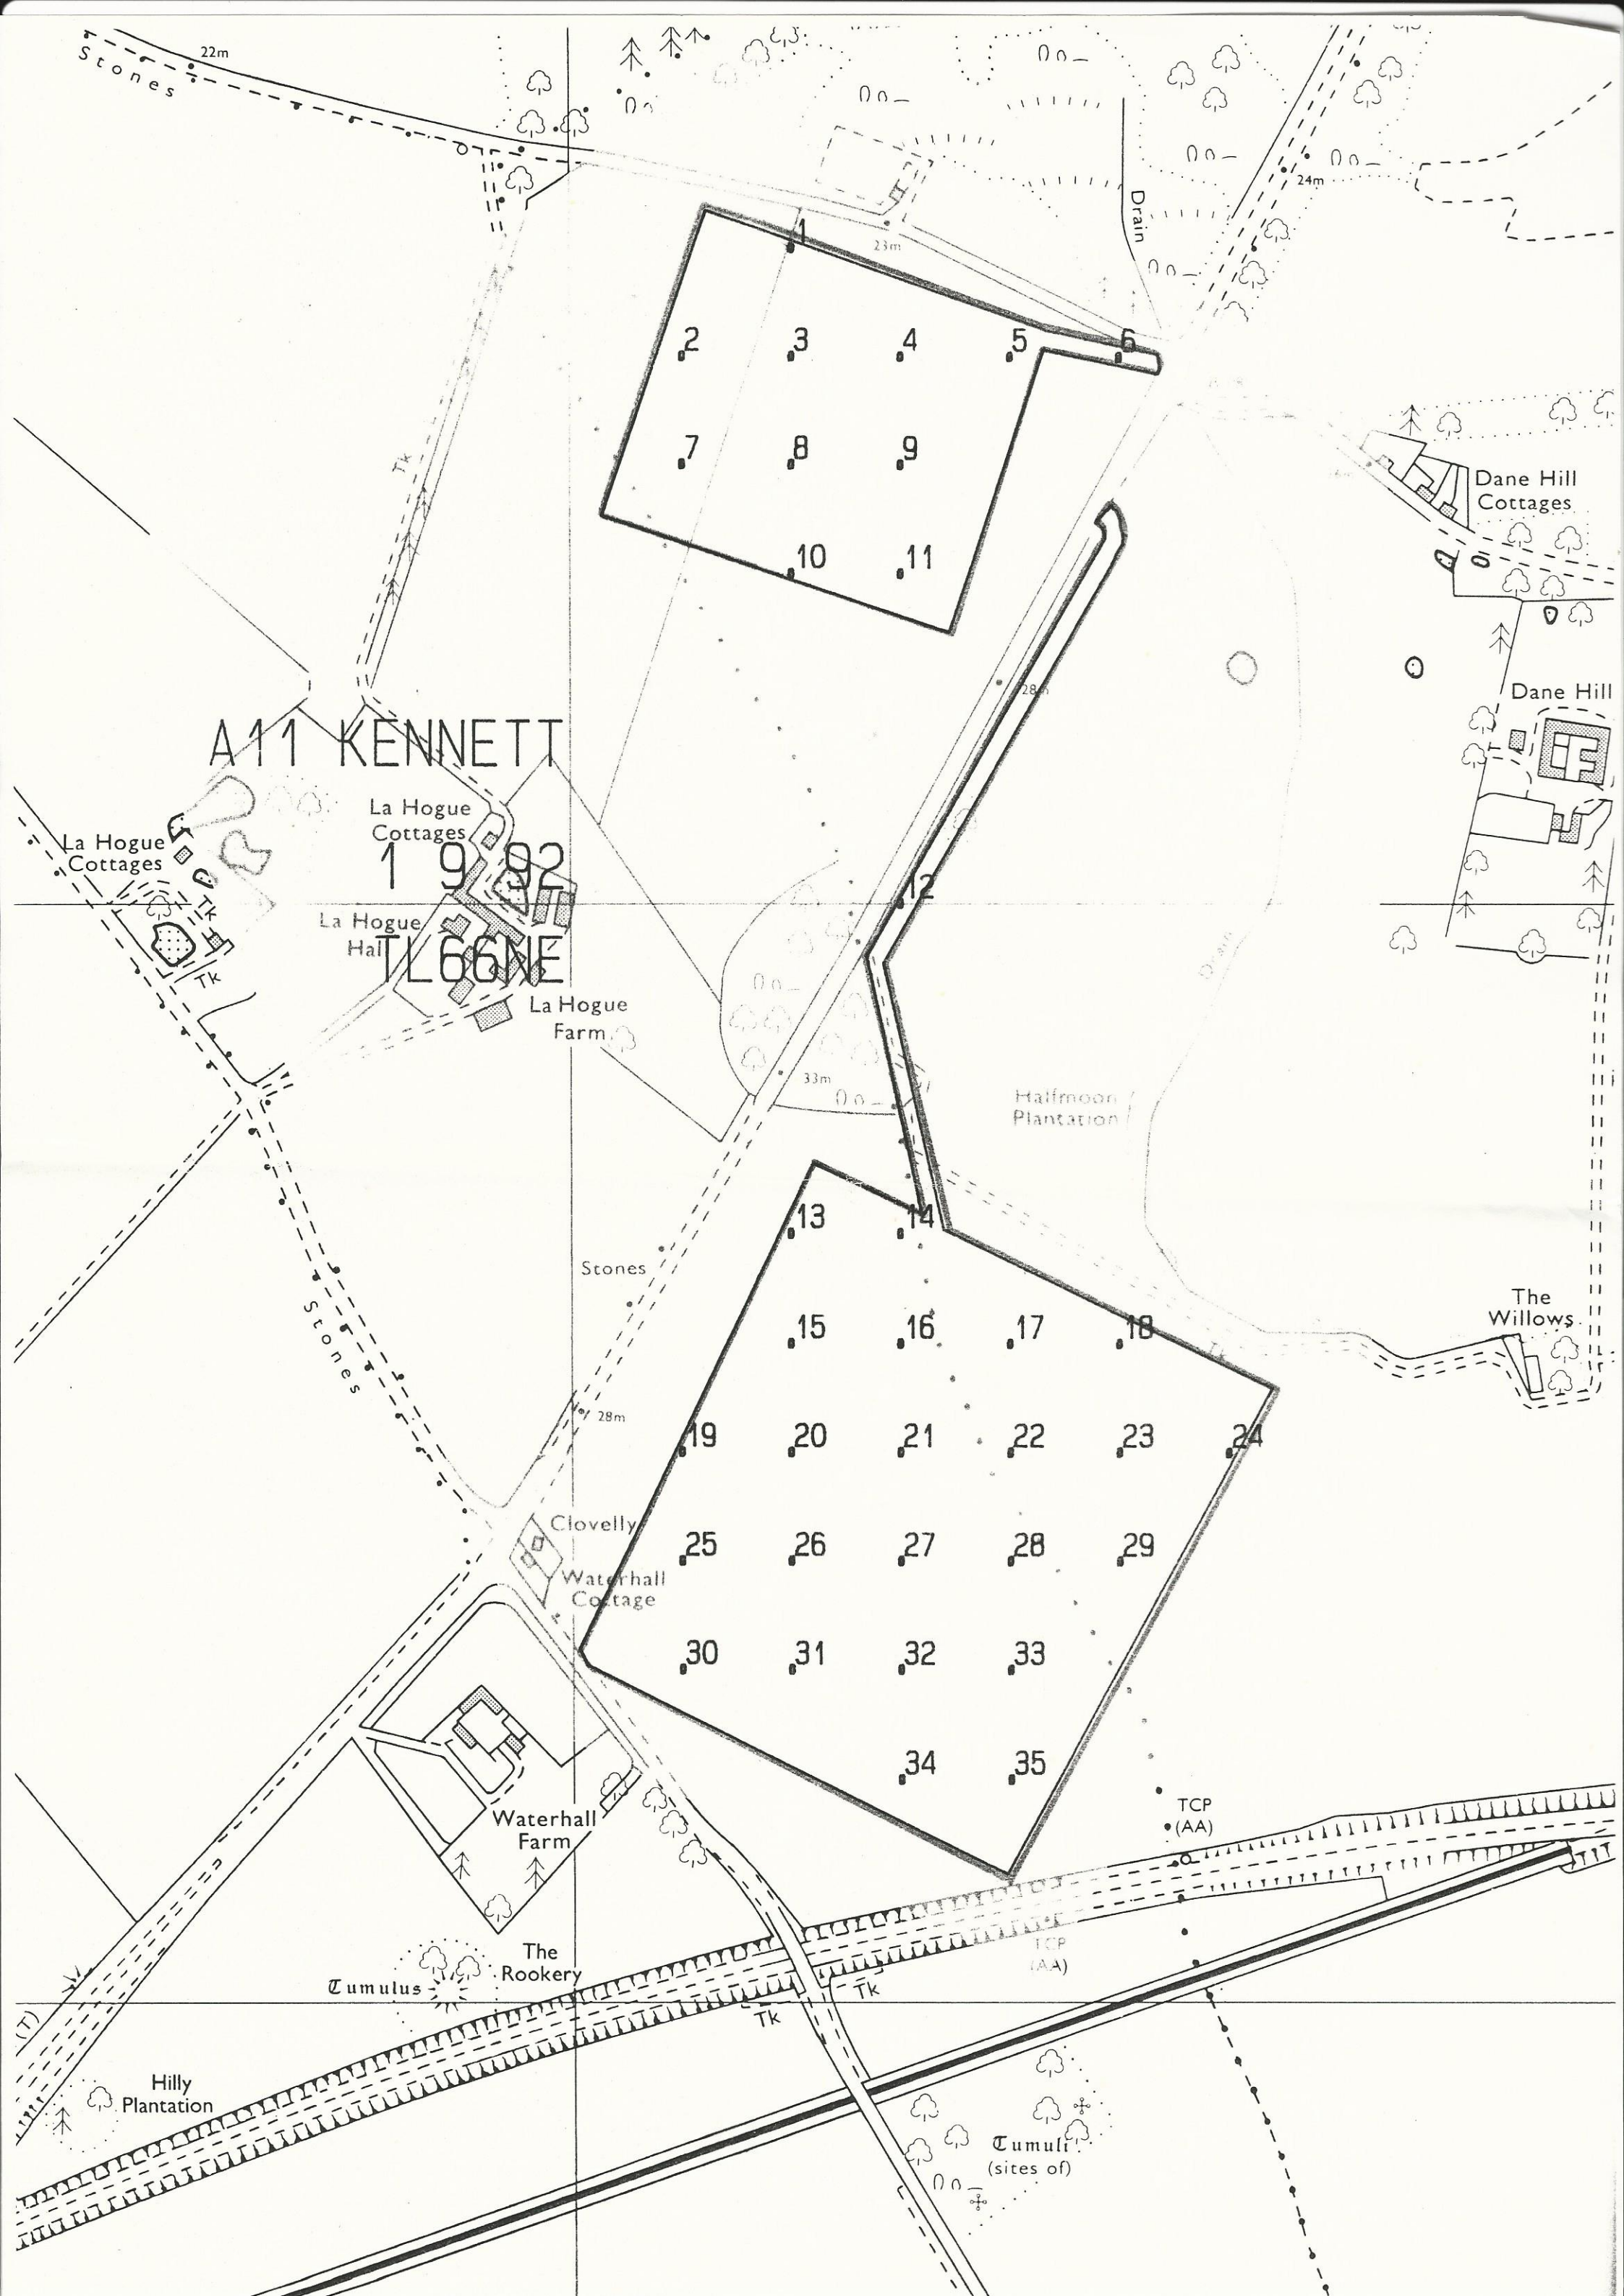 22m
Stones
24m
Drain
1
23m
2 3 4 5 6
Tk
7 8 9
Dane Hill
Cottages
10 11
28m
Dane Hill
A11 KENNETT
La Hogue
Cottages
La Hogue
Cottages
1 9 92
12
Tk
La Hogue
Hall
TL66NE
Tk
La Hogue
Farm
Drain
33m
Halfmoon
Plantation
13 14
Stones
Stones
The
Willows
15 16 17 18
Tk
28m
19 20 21 22 23 24
Clovelly
25 26 27 28 29
Waterhall
Cottage
30 31 32 33
34 35
Waterhall
Farm
TCP
(AA)
The
Rookery
TCP
(AA)
Tumulus
Tk
Tk
(T)
Hilly
Plantation
Tumuli
(sites of)